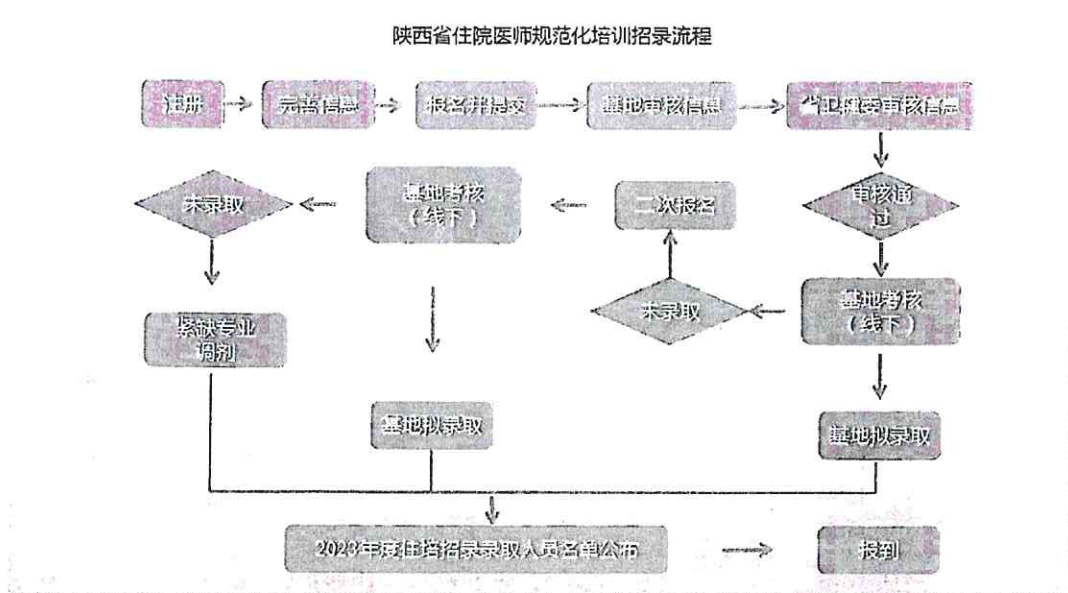 陕西省住院医师规范化培训招录流程
注册
完善信息
报名并提交
基地审核信息
省卫健委审核信息
未录取
基地考核
（线下）
二次报名
审核通
过
未录取
基地考核
（线下）
紧缺专业
调剂
基地拟录取
基地拟录取
2023年度住培招录录取人员名单公布
报到